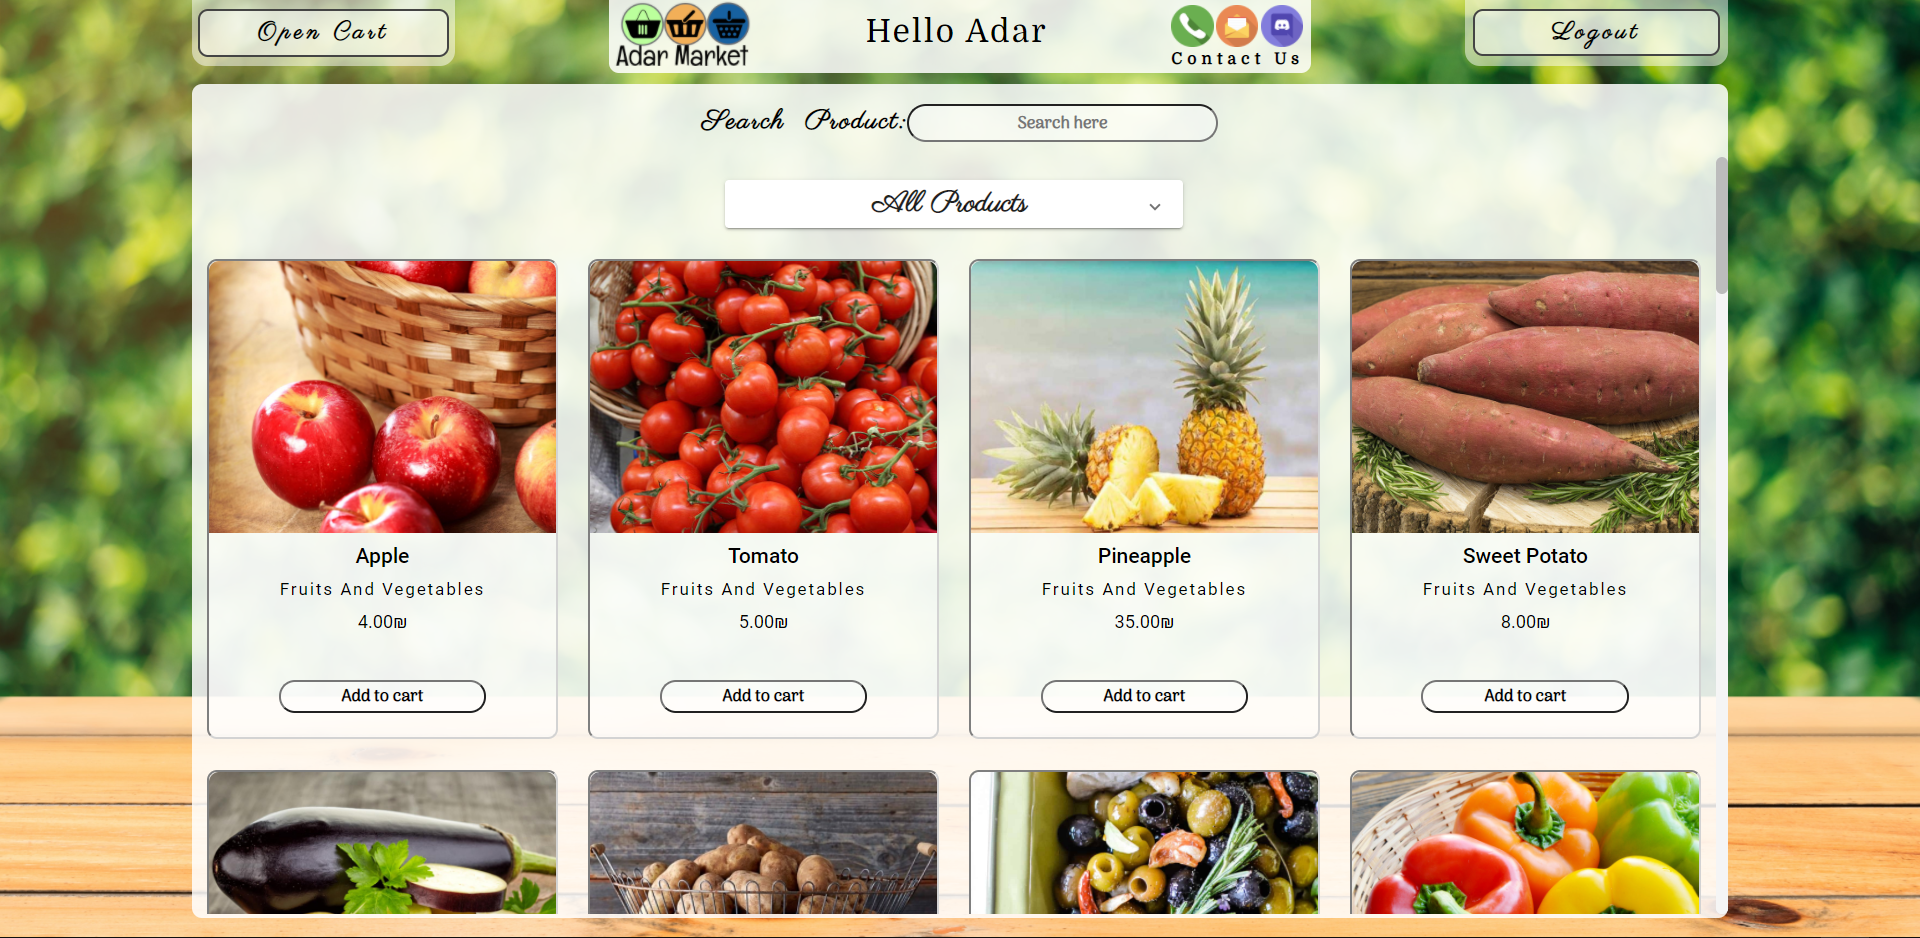 Open Cart
Adar Market
Hello Adar
Contact Us
Logout
Search Product:
Search here
All Products
Apple
Fruits And Vegetables
4.00₪
Add to cart
Tomato
Fruits And Vegetables
5.00₪
Add to cart
Pineapple
Fruits And Vegetables
35.00₪
Add to cart
Sweet Potato
Fruits And Vegetables
8.00₪
Add to cart